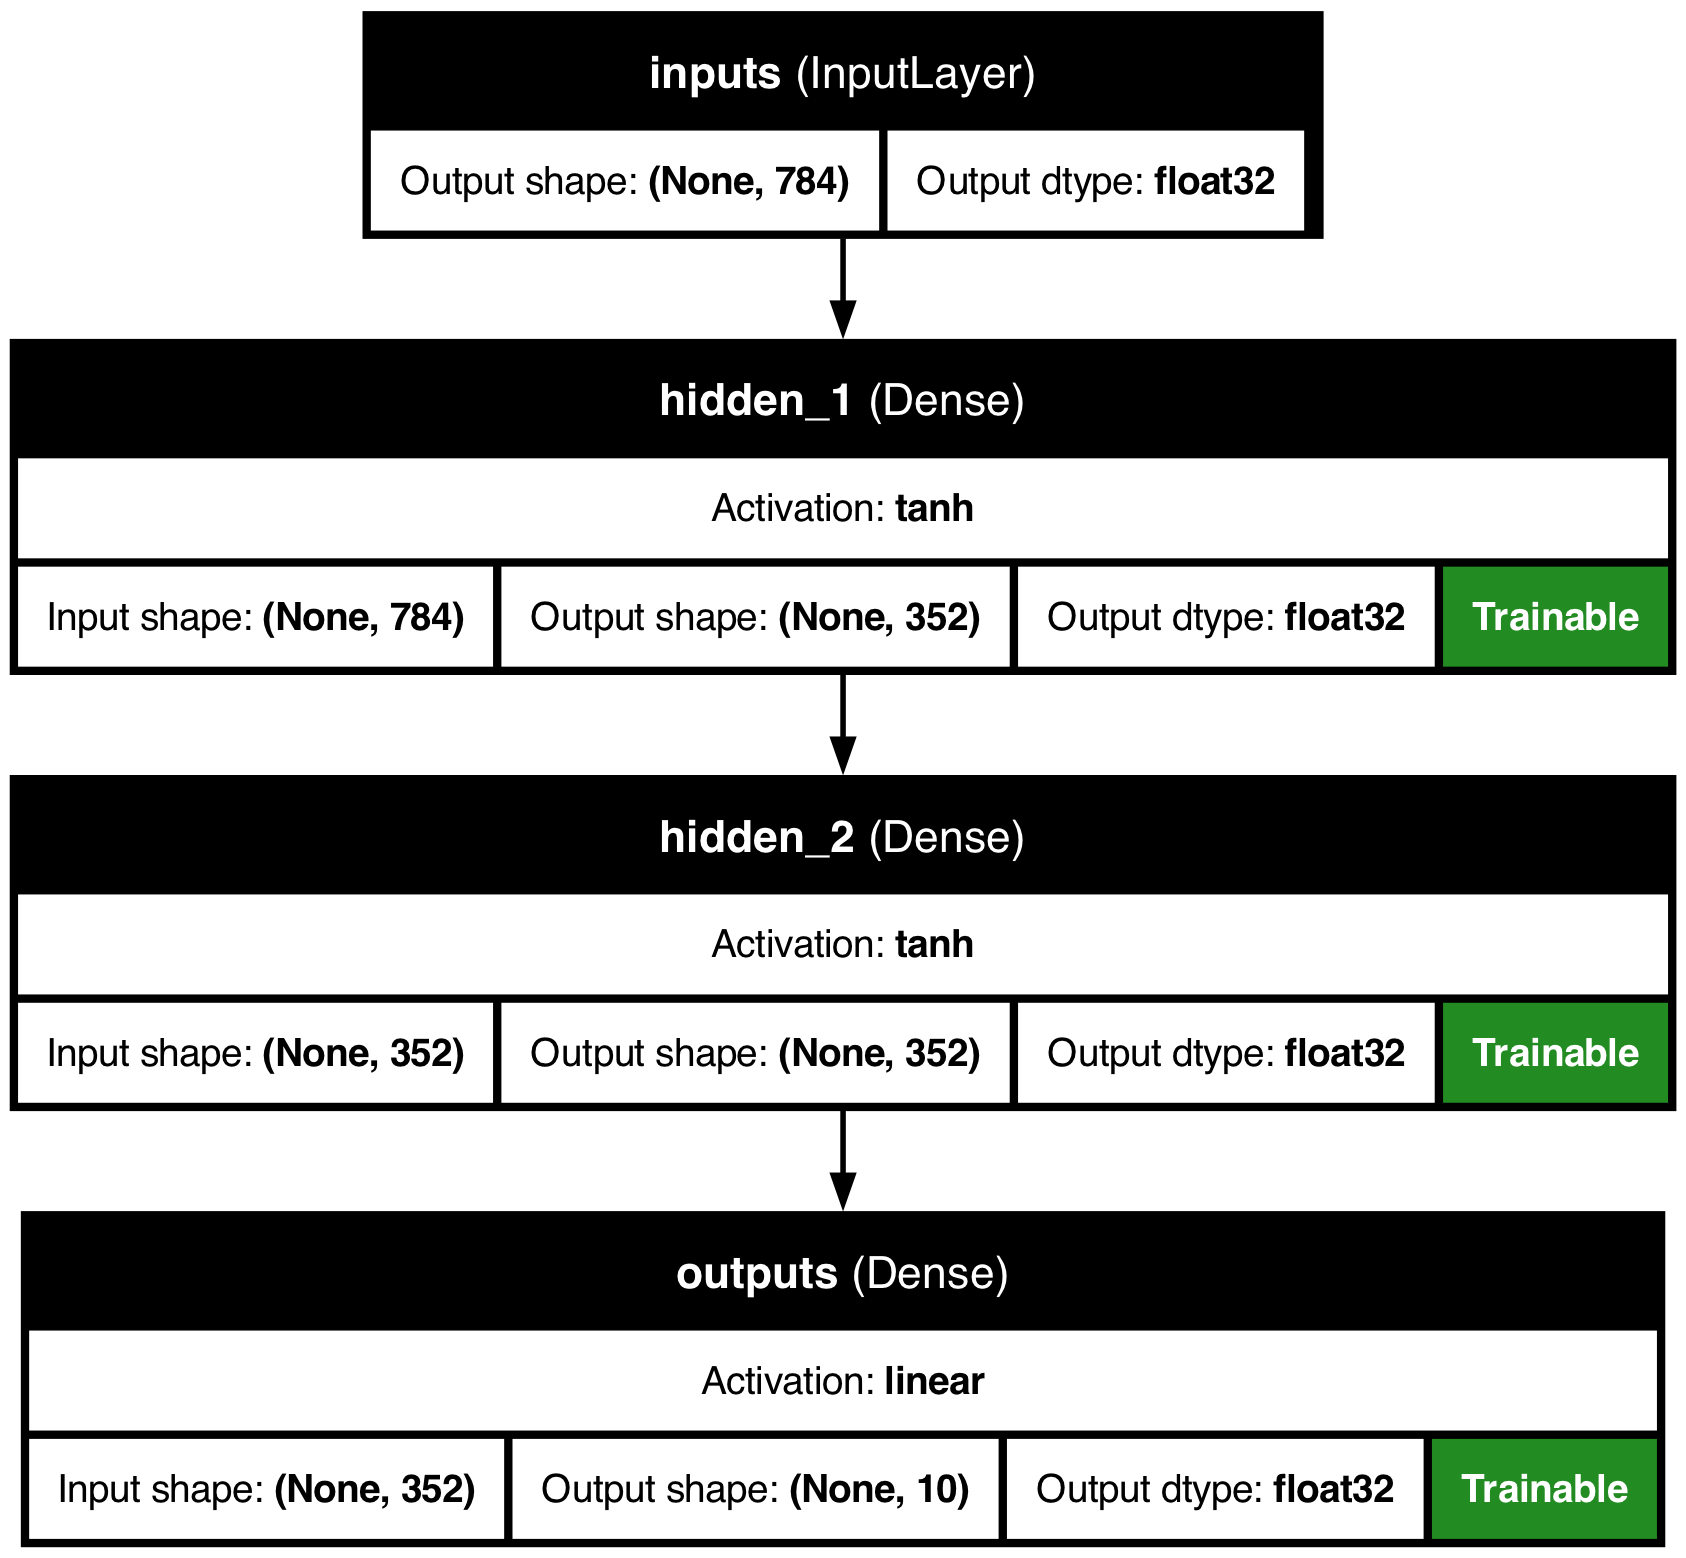 inputs (InputLayer)
Output shape: (None, 784) Output dtype: float32
hidden_1 (Dense)
Activation: tanh
Input shape: (None, 784) Output shape: (None, 352) Output dtype: float32 Trainable
hidden_2 (Dense)
Activation: tanh
Input shape: (None, 352) Output shape: (None, 352) Output dtype: float32 Trainable
outputs (Dense)
Activation: linear
Input shape: (None, 352) Output shape: (None, 10) Output dtype: float32 Trainable